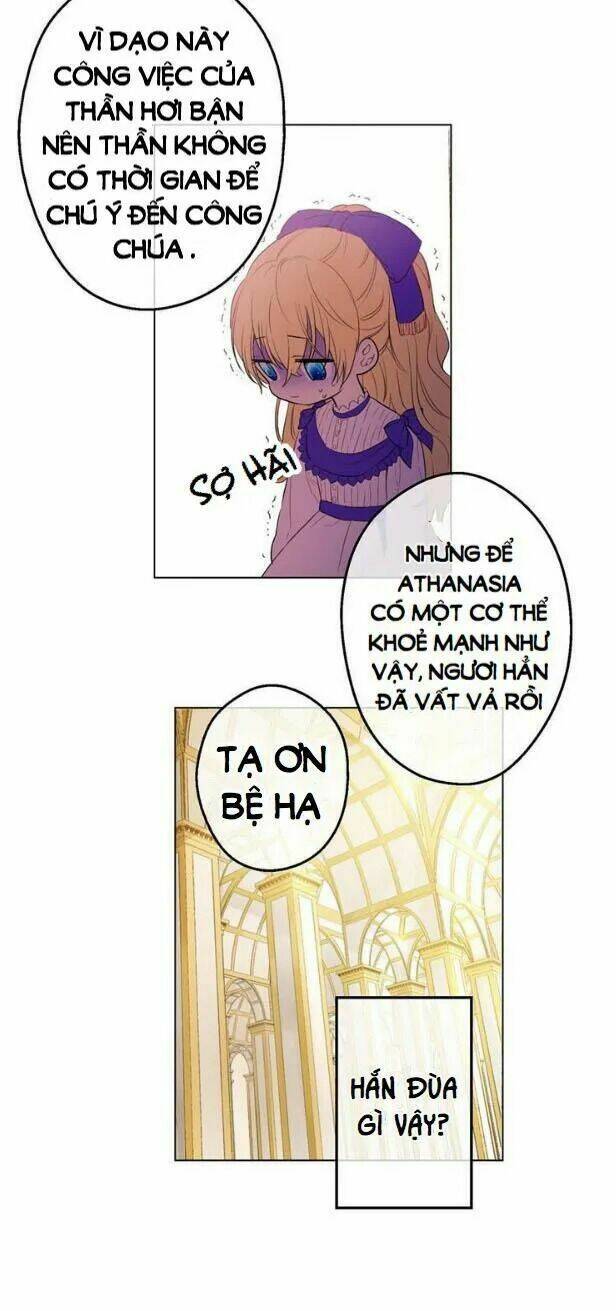 VÌ DẠO NÀY
CÔNG VIỆC CỦA
THẦN HƠI BẬN
NÊN THẦN KHÔNG
CÓ THỜI GIAN ĐỂ
CHÚ Ý ĐẾN CÔNG
CHÚA.
SỢ HÃI
NHƯNG ĐỂ
ATHANASIA
CÓ MỘT CƠ THỂ
KHOẺ MẠNH NHƯ
VẬY, NGƯƠI HẲN
ĐÃ VẤT VẢ RỒI
TẠ ƠN
BỆ HẠ
HẮN ĐÙA
GÌ VẬY?